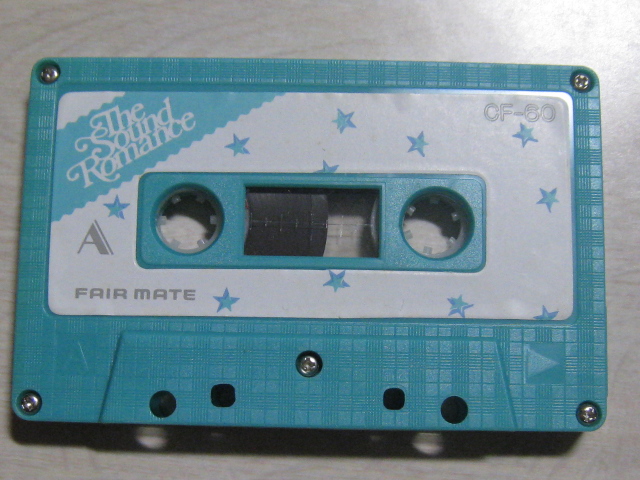 The
Sound
Romance
CF-60
A
FAIR MATE
A